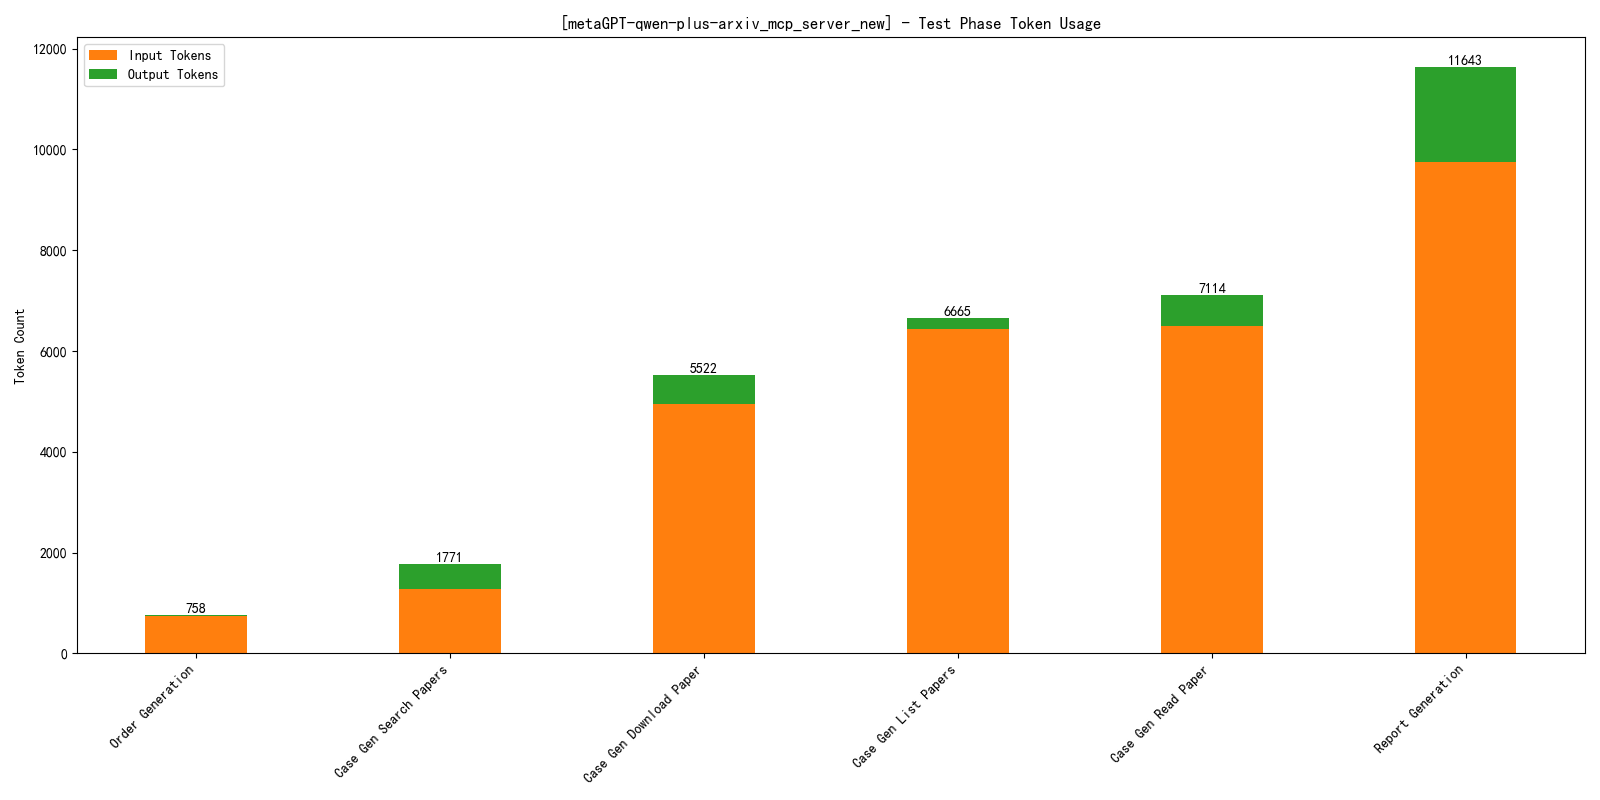 [metaGPT-qwen-plus-arxiv_mcp_server_new] - Test Phase Token Usage
Input Tokens
Output Tokens
Token Count
12000
10000
8000
6000
4000
2000
0
758
1771
5522
6665
7114
11643
Order Generation
Case Gen Search Papers
Case Gen Download Paper
Case Gen List Papers
Case Gen Read Paper
Report Generation